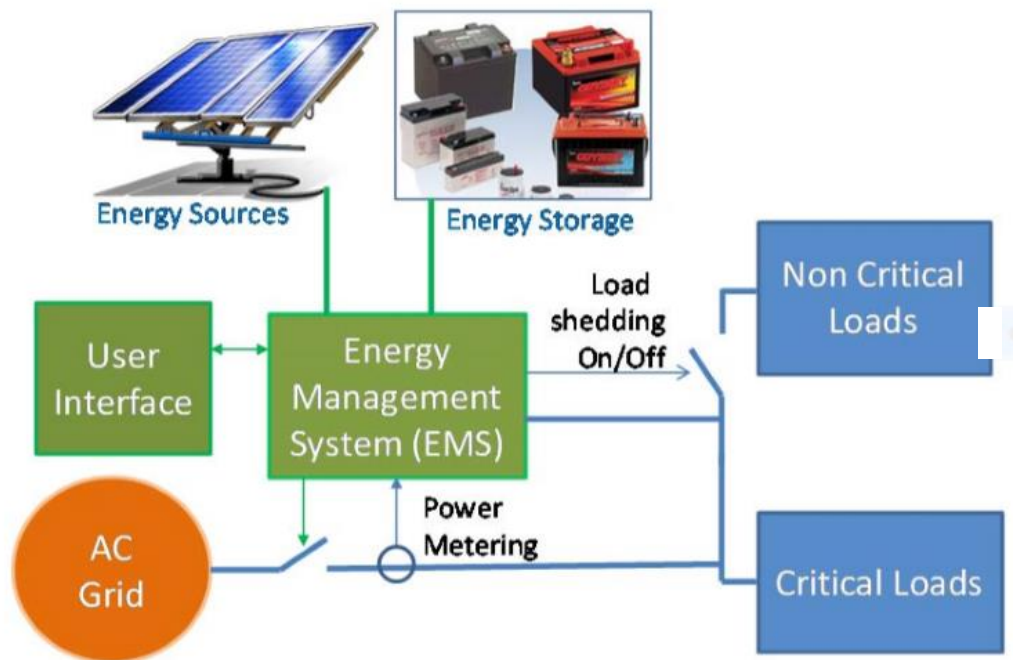 Energy Sources
Energy Storage
Non Critical
Loads
Load
shedding
On/Off
User
Interface
Energy
Management
System (EMS)
Power
Metering
AC
Grid
Critical Loads